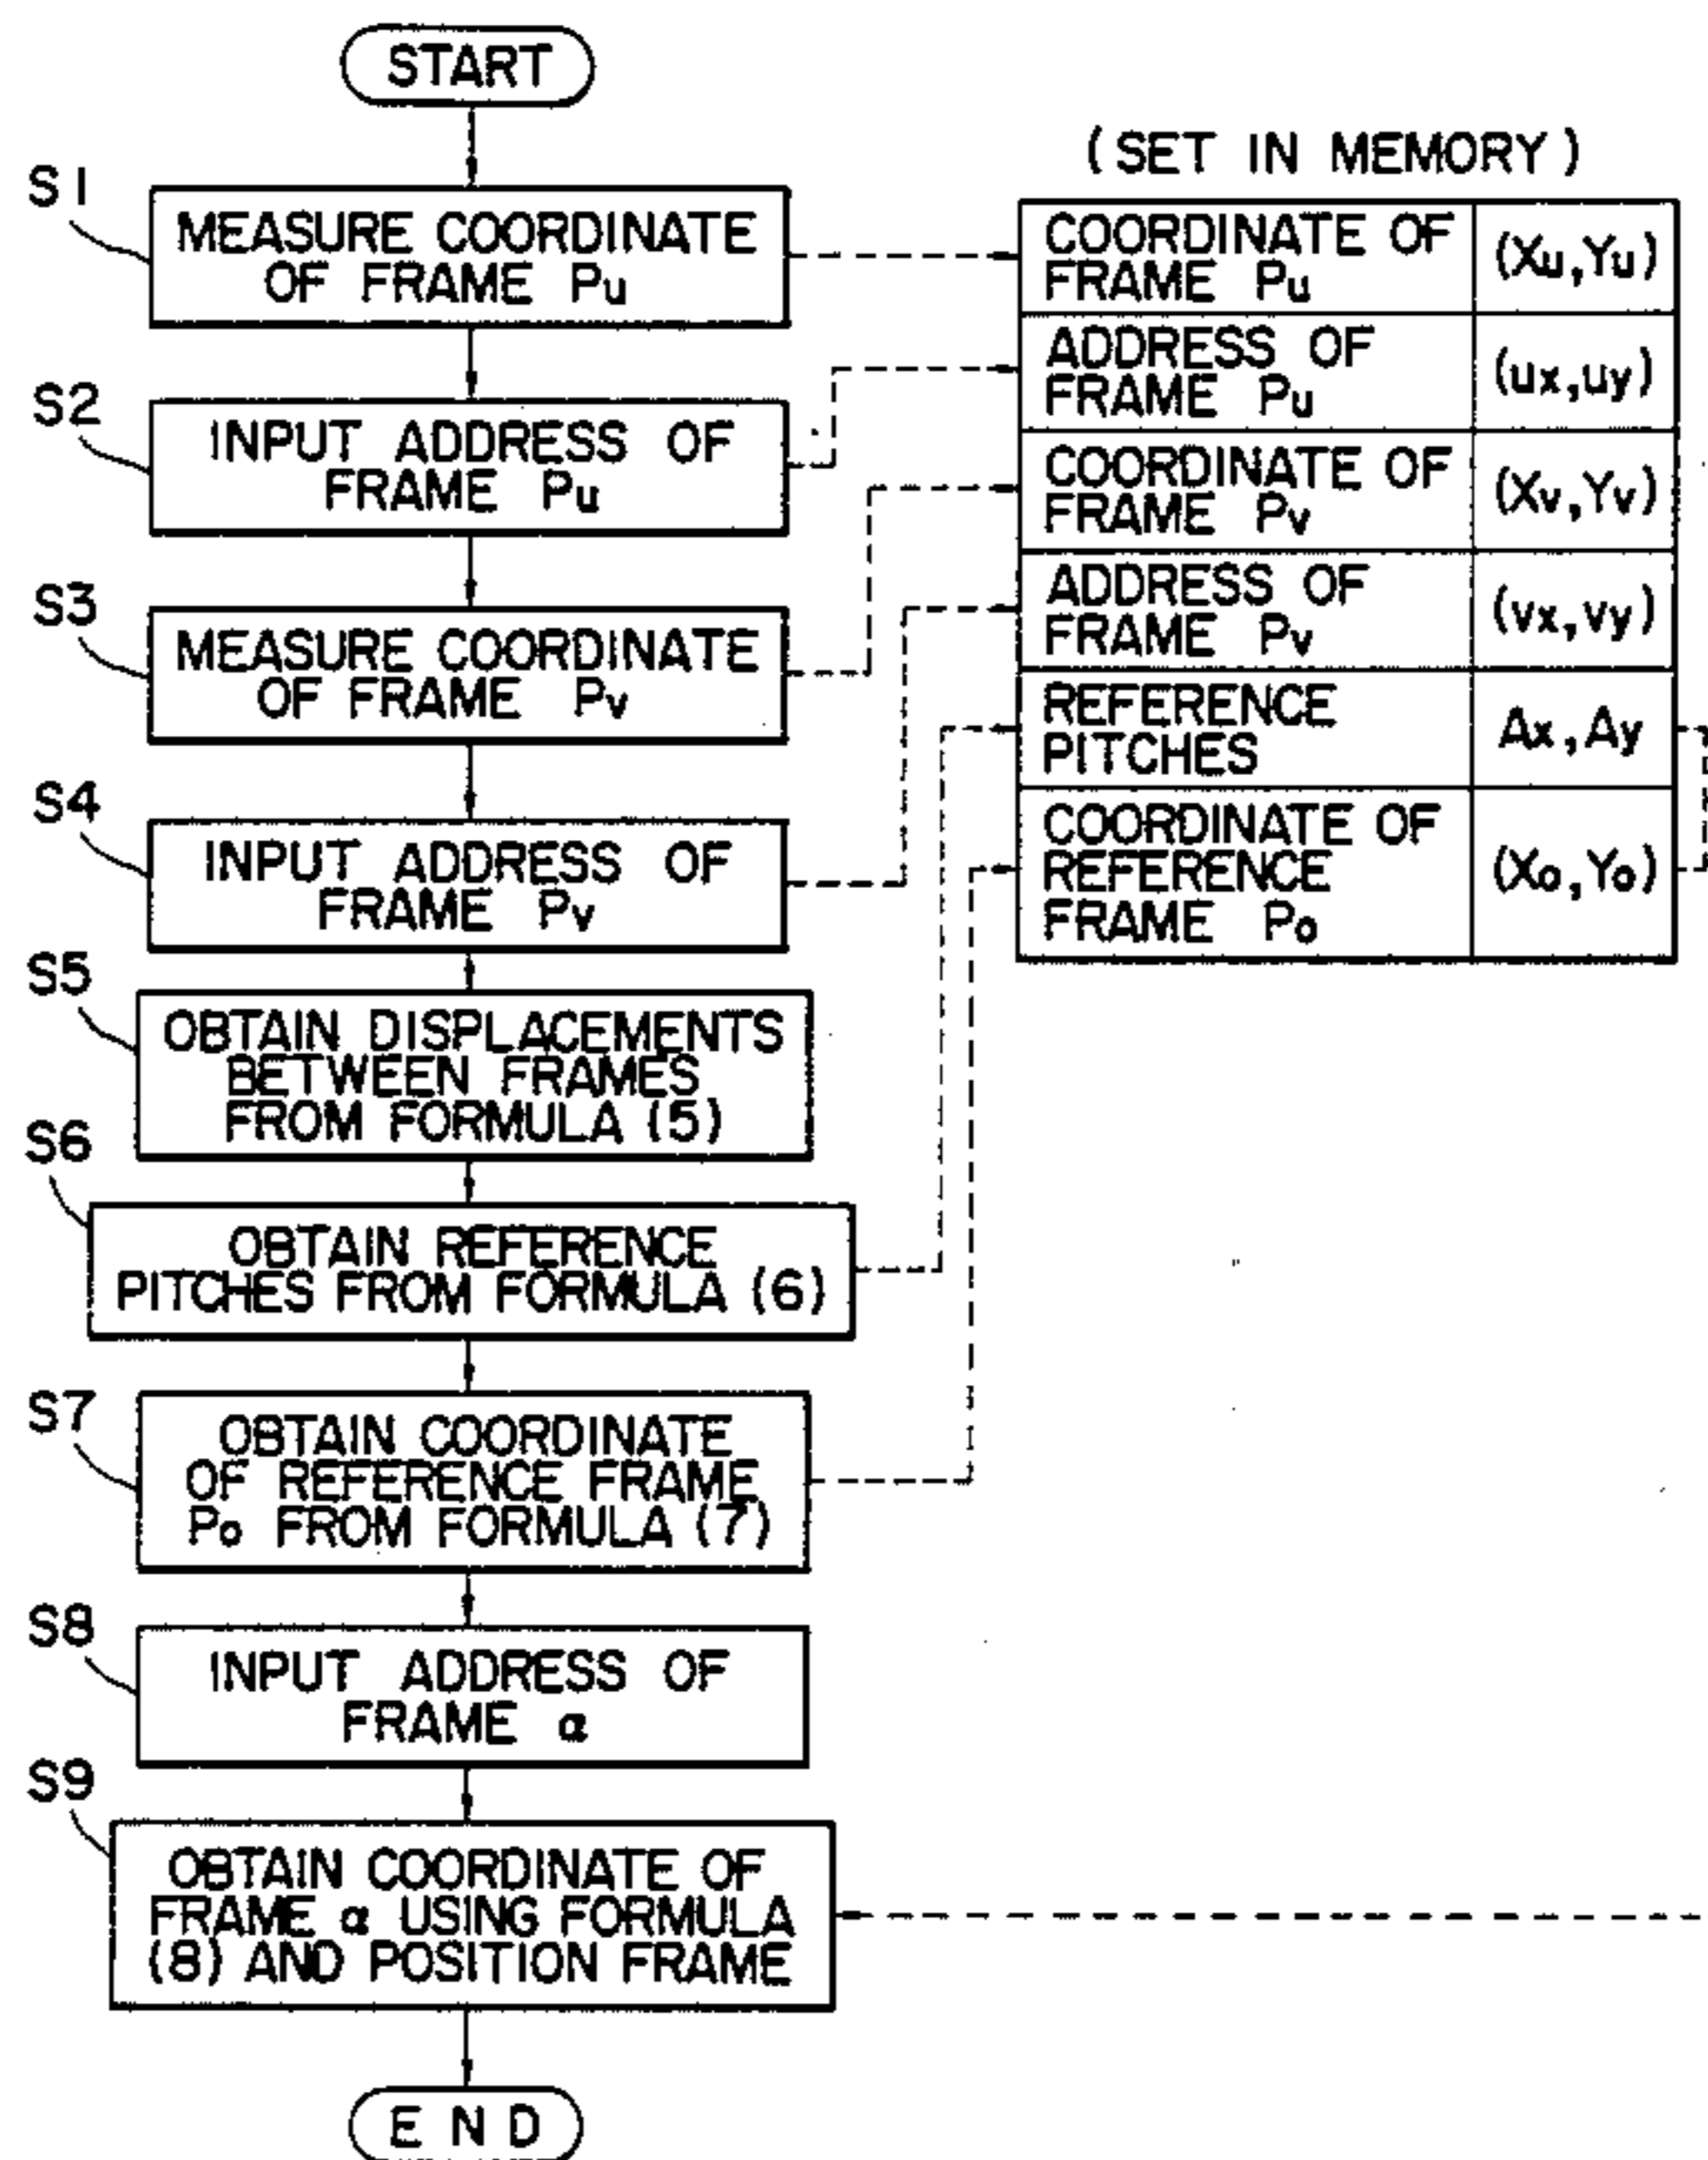 START
S1
MEASURE COORDINATE
OF FRAME Pu
S2
INPUT ADDRESS OF
FRAME Pu
S3
MEASURE COORDINATE
OF FRAME Pv
S4
INPUT ADDRESS OF
FRAME Pv
S5
OBTAIN DISPLACEMENTS
BETWEEN FRAMES
FROM FORMULA (5)
S6
OBTAIN REFERENCE
PITCHES FROM FORMULA (6)
S7
OBTAIN COORDINATE
OF REFERENCE FRAME
Po FROM FORMULA (7)
S8
INPUT ADDRESS OF
FRAME α
S9
OBTAIN COORDINATE OF
FRAME α USING FORMULA
(8) AND POSITION FRAME
END
(SET IN MEMORY)
COORDINATE OF
FRAME Pu
(Xu,Yu)
ADDRESS OF
FRAME Pu
(ux,uy)
COORDINATE OF
FRAME Pv
(Xv,Yv)
ADDRESS OF
FRAME Pv
(vx,vy)
REFERENCE
PITCHES
Ax,Ay
COORDINATE OF
REFERENCE
FRAME Po
(Xo,Yo)